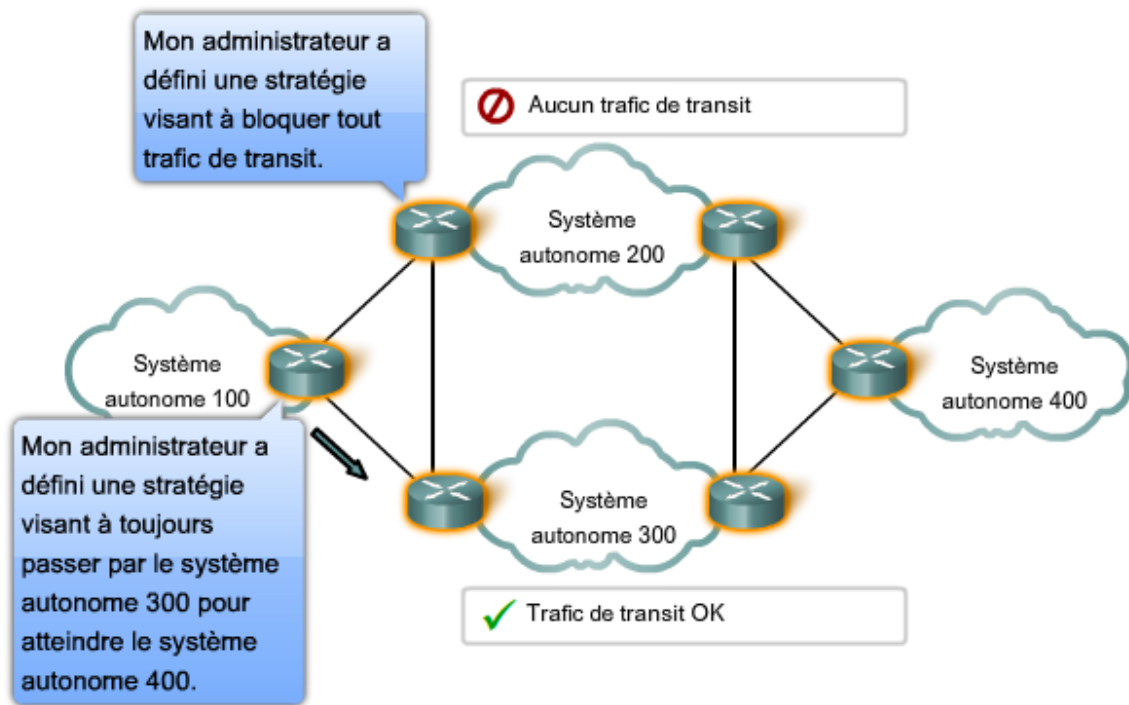 Mon administrateur a
défini une stratégie
visant à bloquer tout
trafic de transit.
Aucun trafic de transit
Système
autonome 200
Système
autonome 100
Système
autonome 400
Mon administrateur a
défini une stratégie
visant à toujours
passer par le système
autonome 300 pour
atteindre le système
autonome 400.
Système
autonome 300
Trafic de transit OK